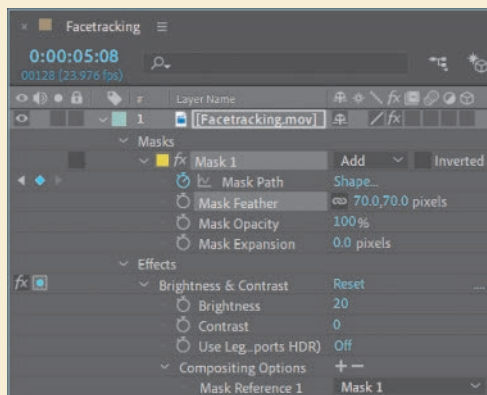 × Facetracking
0:00:05:08
00128 (23.976 fps)
# Layer Name
1 [Facetracking.mov]
Masks
fx Mask 1 Add Inverted
Mask Path Shape...
Mask Feather 70.0,70.0 pixels
Mask Opacity 100%
Mask Expansion 0.0 pixels
Effects
fx Brightness & Contrast Reset ...
Brightness 20
Contrast 0
Use Leg...ports HDR) Off
Compositing Options + −
Mask Reference 1 Mask 1